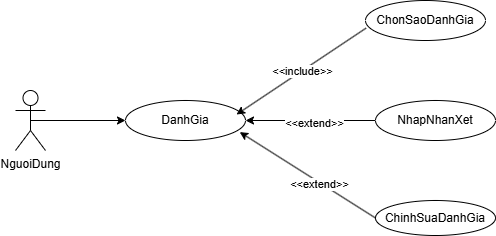 ChonSaoDanhGia
<<include>>
DanhGia
<<extend>>
NhapNhanXet
NguoiDung
<<extend>>
ChinhSuaDanhGia